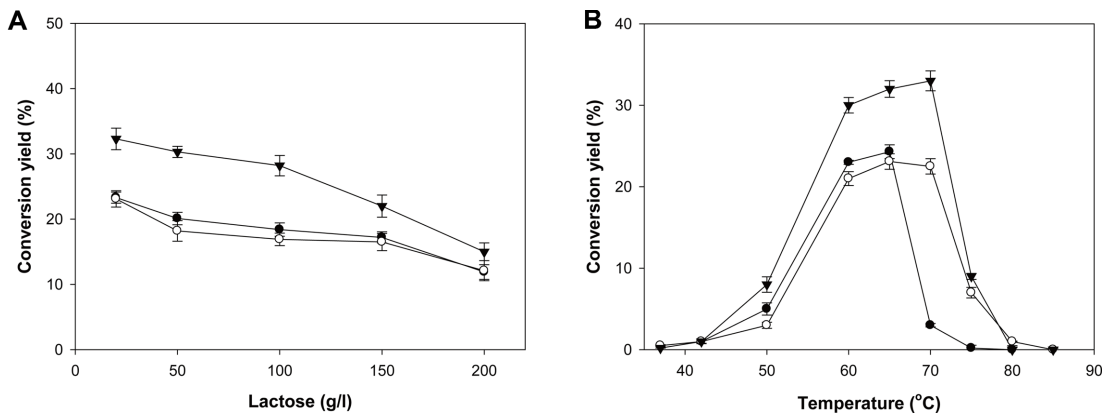 A
Conversion yield (%)
50
40
30
20
10
0
0 50 100 150 200
Lactose (g/l)
B
Conversion yield (%)
40
30
20
10
0
40 50 60 70 80 90
Temperature (°C)